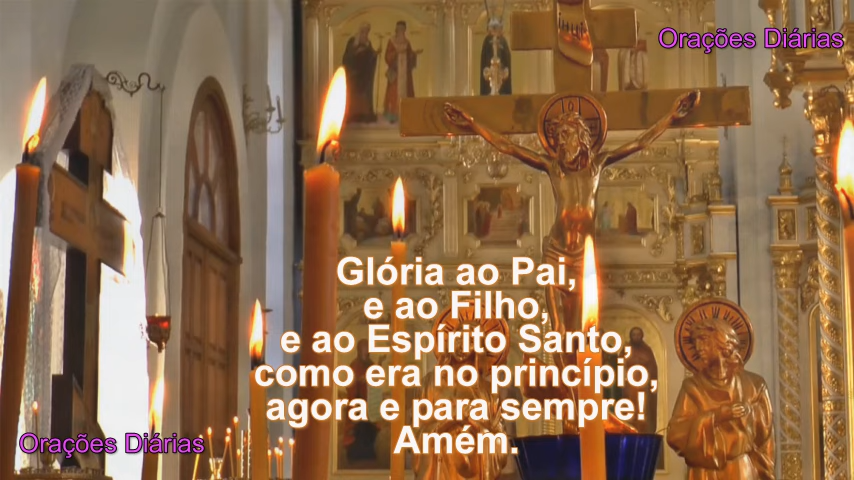 Orações Diárias
Glória ao Pai,
e ao Filho,
e ao Espírito Santo,
como era no princípio,
agora e para sempre!
Amém.
Orações Diárias